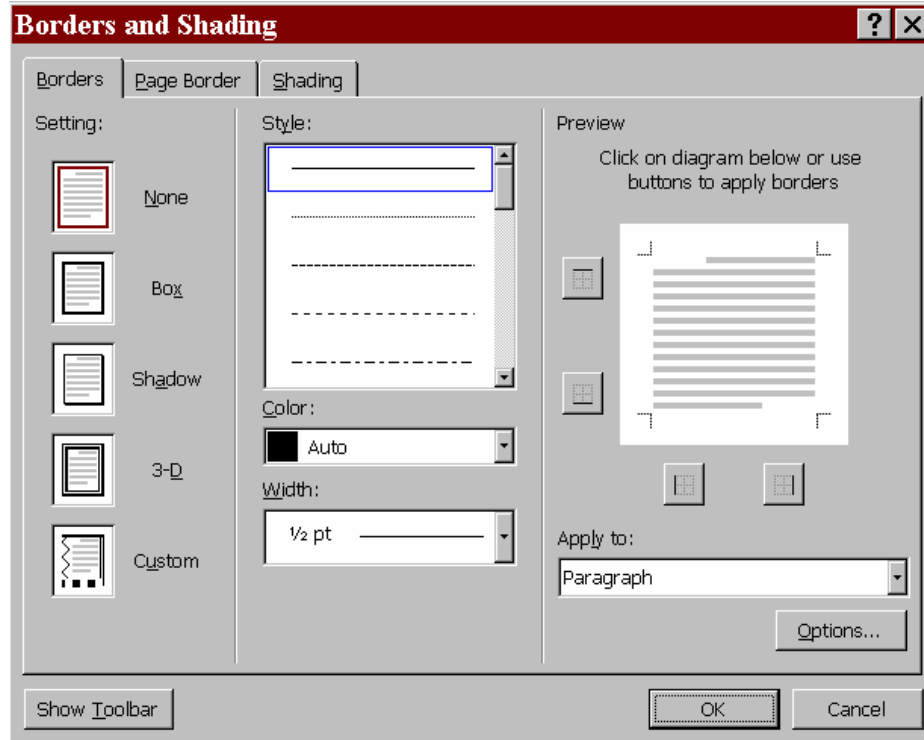 Borders and Shading
Borders
Page Border
Shading
Setting:
None
Box
Shadow
3-D
Custom
Style:
Color:
Auto
Width:
½ pt
Preview
Click on diagram below or use
buttons to apply borders
Apply to:
Paragraph
Options...
Show Toolbar
OK
Cancel